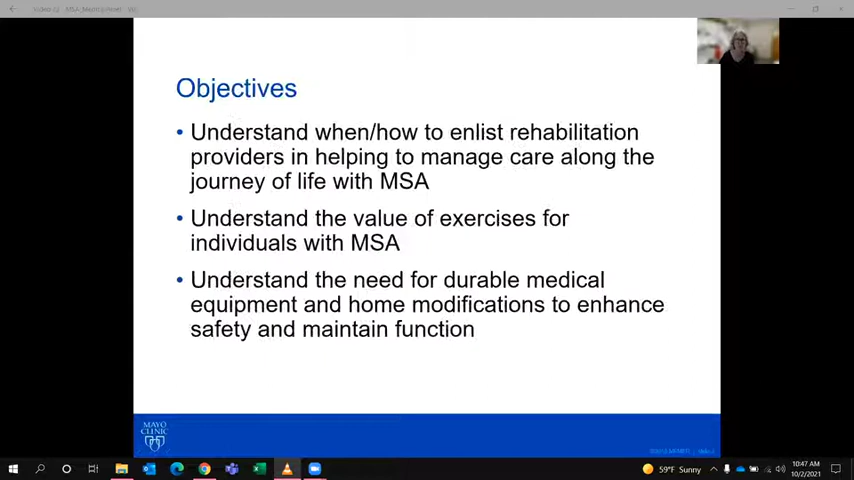 Objectives
• Understand when/how to enlist rehabilitation
providers in helping to manage care along the
journey of life with MSA
• Understand the value of exercises for
individuals with MSA
• Understand the need for durable medical
equipment and home modifications to enhance
safety and maintain function
MAYO
CLINIC
59°F Sunny
10:47 AM
10/2/2021